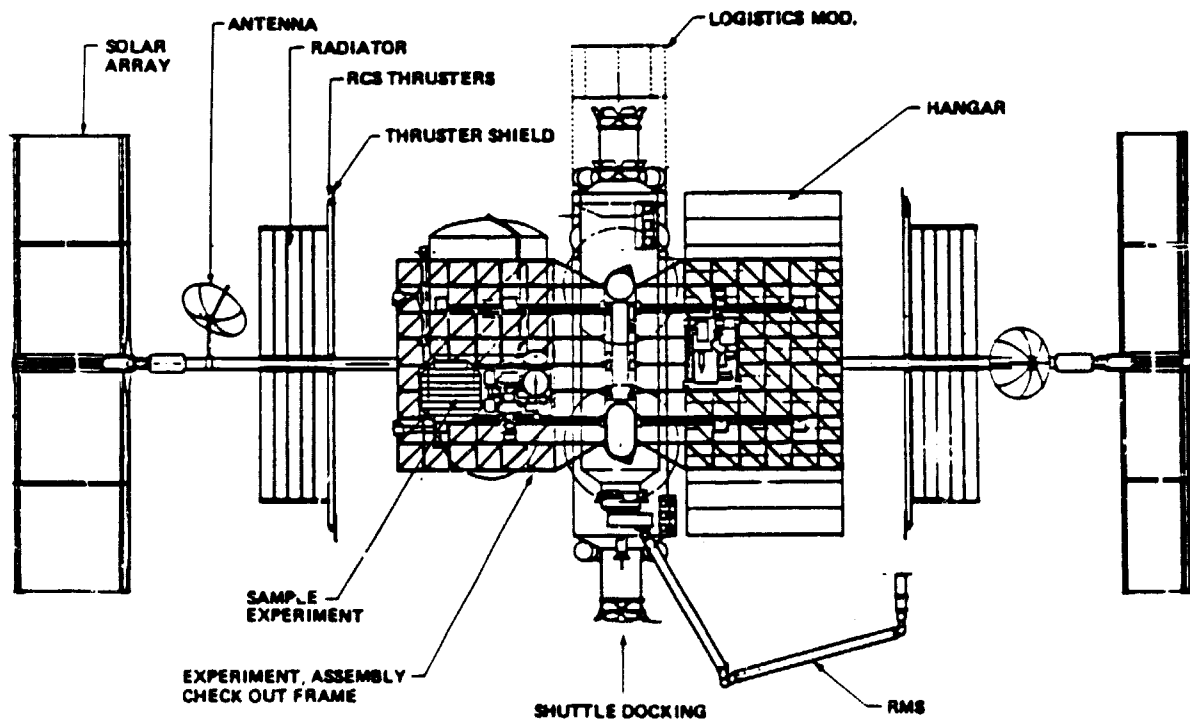 LOGISTICS MOD.
ANTENNA
SOLAR
ARRAY
RADIATOR
RCS THRUSTERS
HANGAR
THRUSTER SHIELD
SAMPLE
EXPERIMENT
EXPERIMENT, ASSEMBLY
CHECK OUT FRAME
SHUTTLE DOCKING
RMS